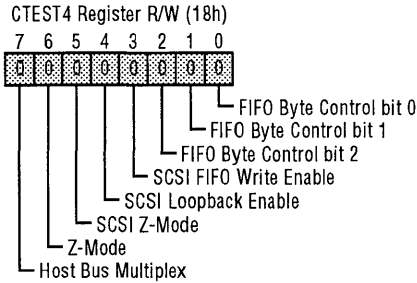 CTEST4 Register R/W (18h)
7 6 5 4 3 2 1 0
0 0 0 0 0 0 0 0
FIFO Byte Control bit 0
FIFO Byte Control bit 1
FIFO Byte Control bit 2
SCSI FIFO Write Enable
SCSI Loopback Enable
SCSI Z-Mode
Z-Mode
Host Bus Multiplex